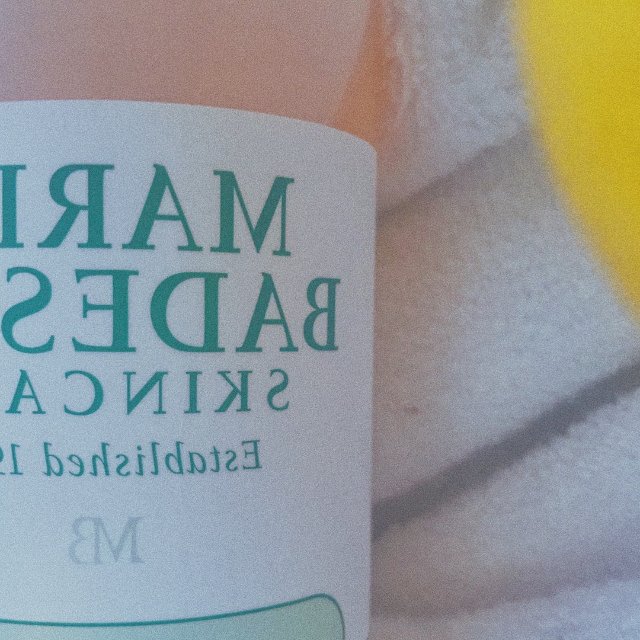 MARI
BADES
SKINCA
Established 19
MB